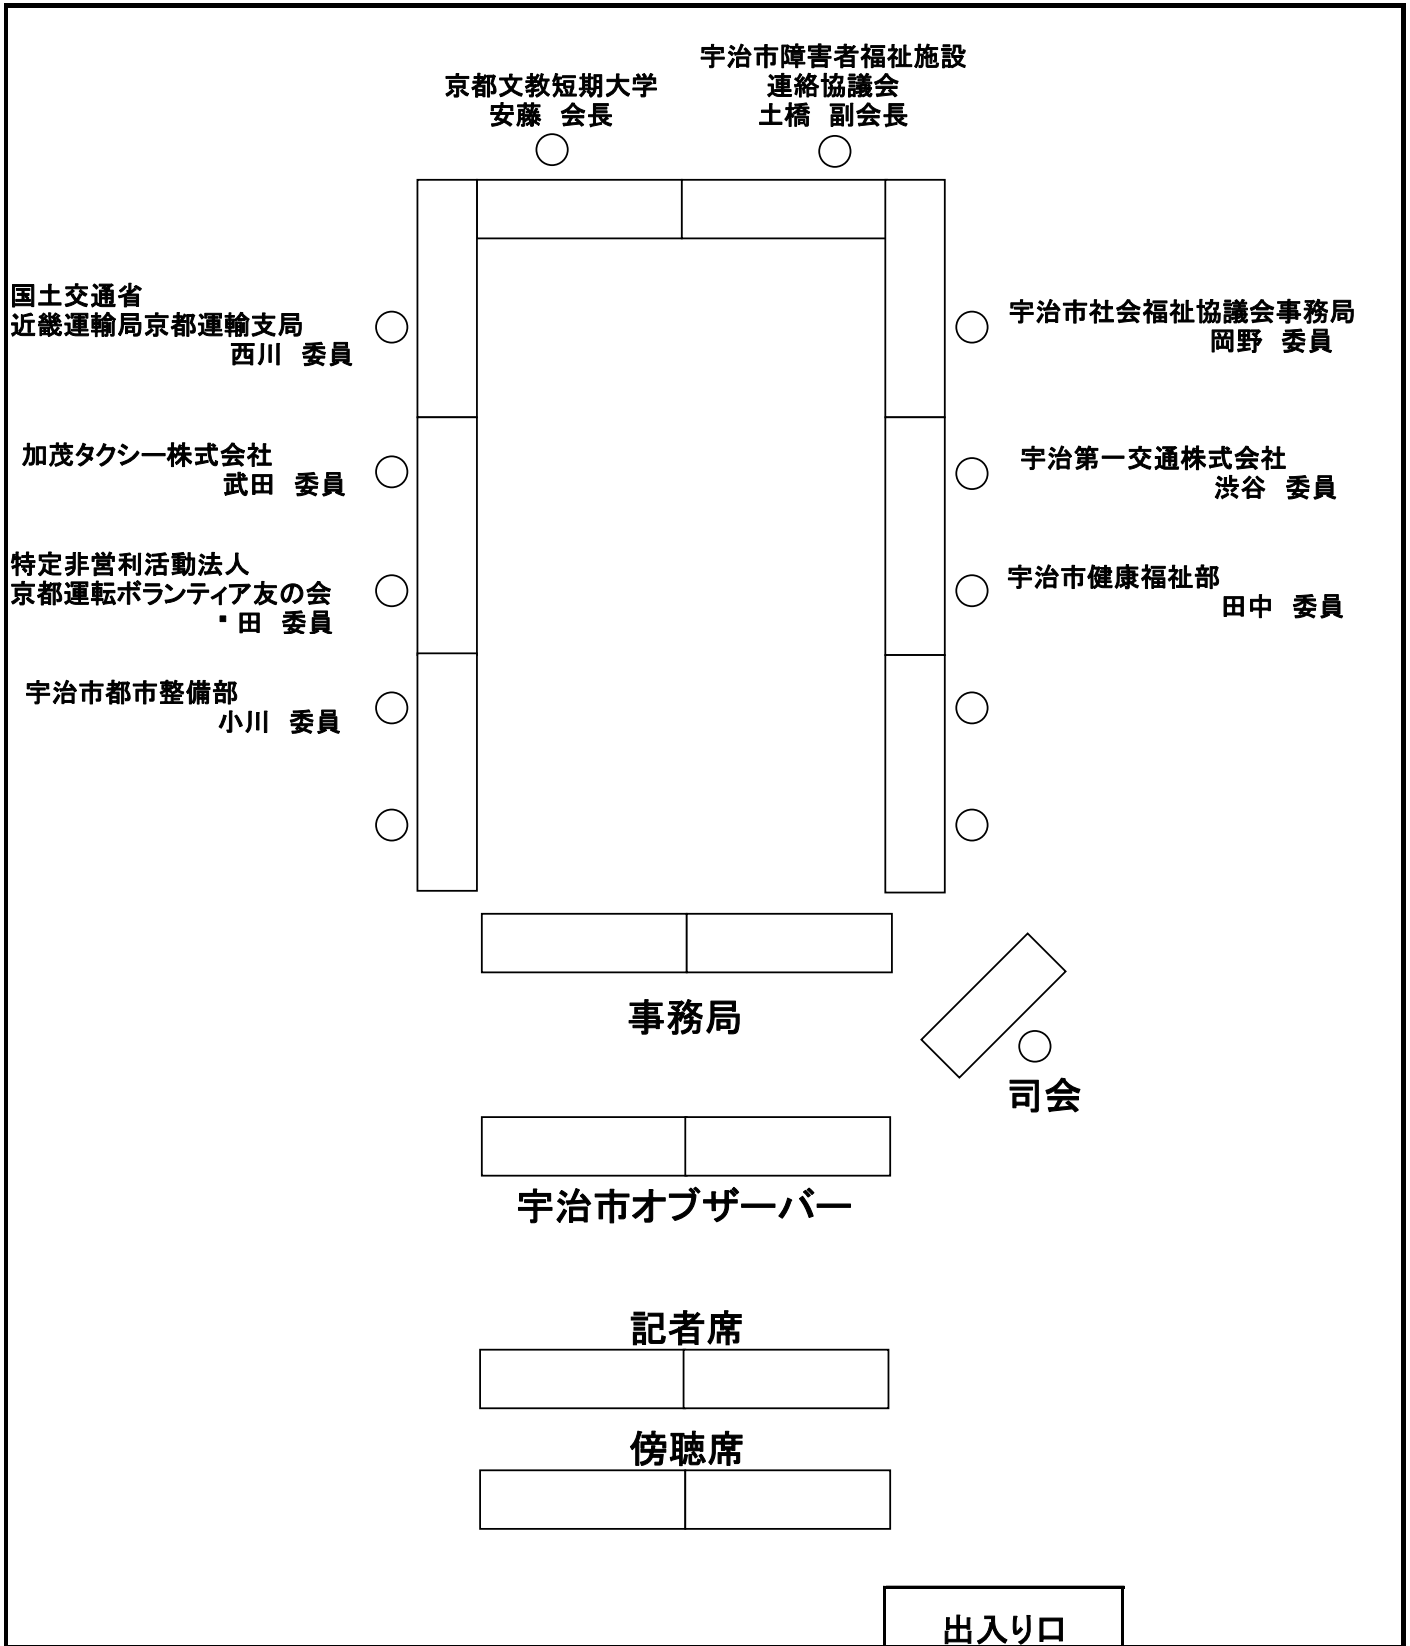 京都文教短期大学
安藤　会長
宇治市障害者福祉施設
連絡協議会
土橋　副会長
国土交通省
近畿運輸局京都運輸支局
西川　委員
宇治市社会福祉協議会事務局
岡野　委員
加茂タクシー株式会社
武田　委員
宇治第一交通株式会社
渋谷　委員
特定非営利活動法人
京都運転ボランティア友の会
・田　委員
宇治市健康福祉部
田中　委員
宇治市都市整備部
小川　委員
事務局
司会
宇治市オブザーバー
記者席
傍聴席
出入り口